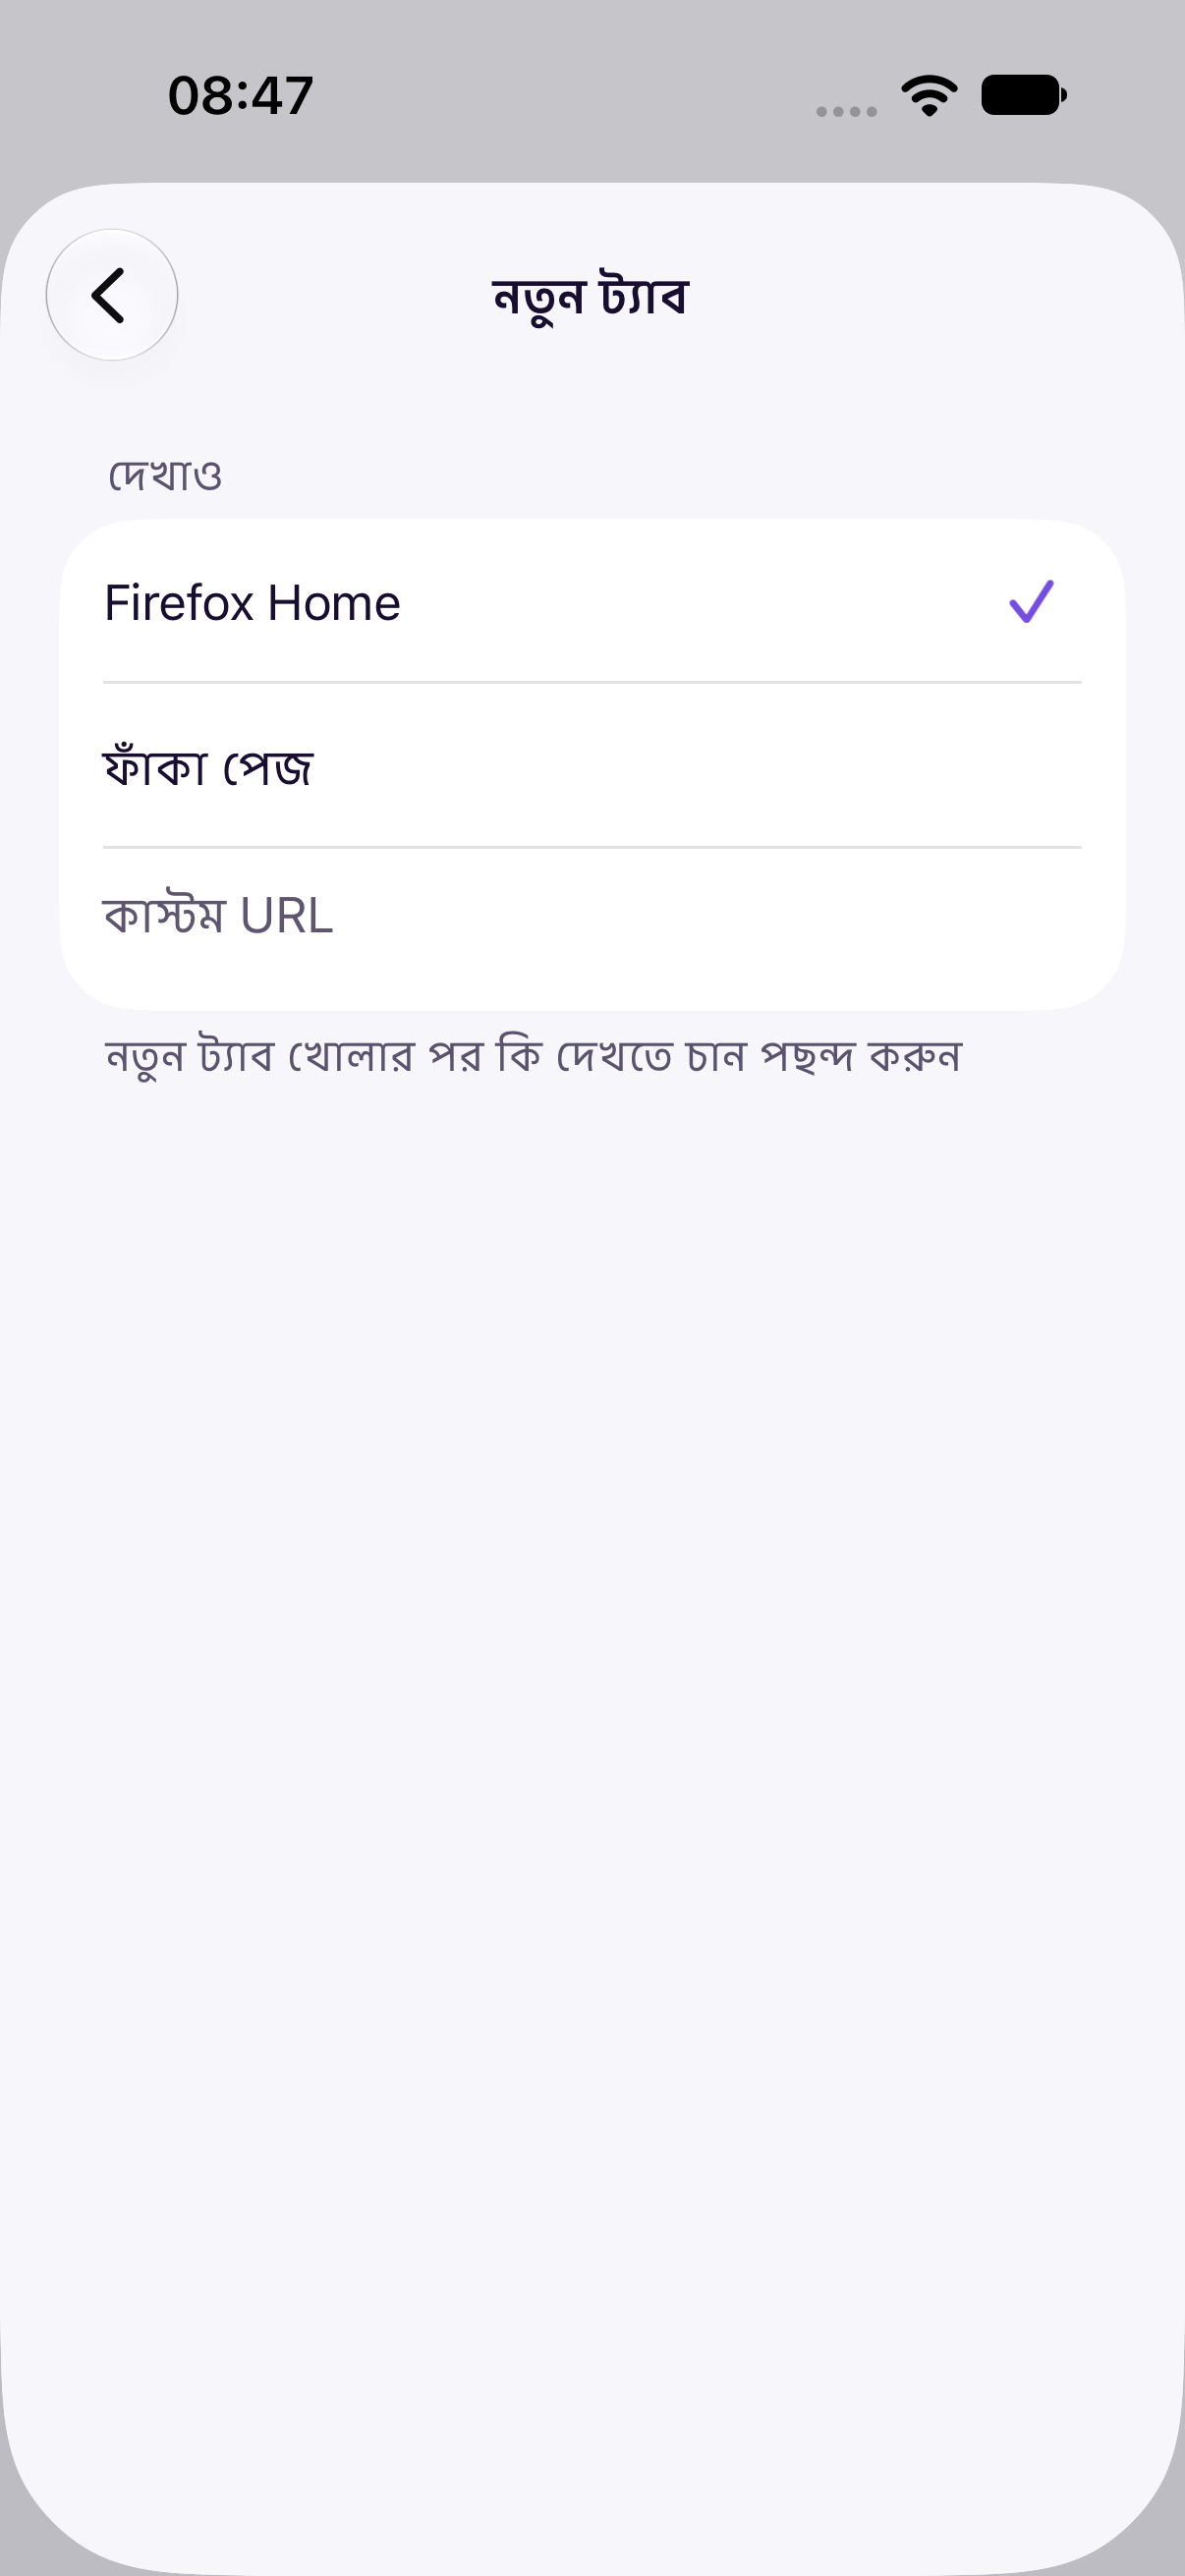 08:47
নতুন ট্যাব
দেখাও
Firefox Home
ফাঁকা পেজ
কাস্টম URL
নতুন ট্যাব খোলার পর কি দেখতে চান পছন্দ করুন